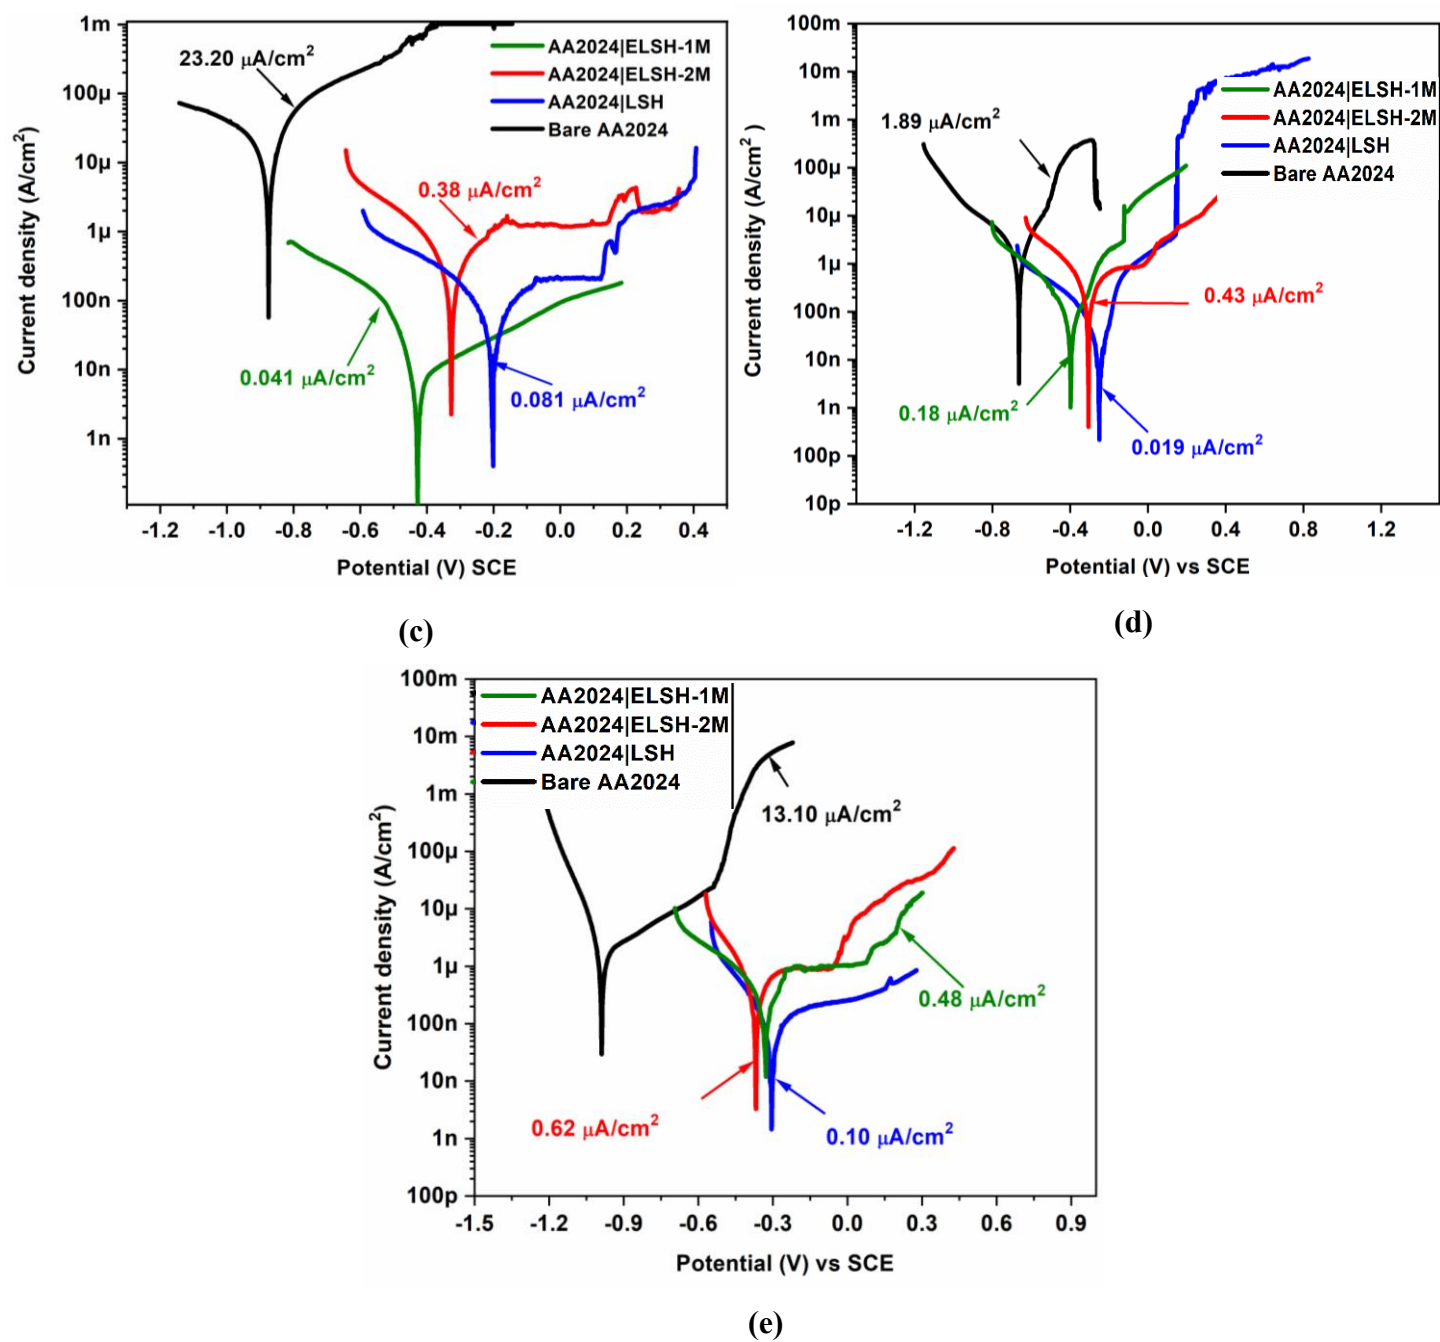 1m
100µ
10µ
1µ
100n
10n
1n
Current density (A/cm²)
23.20 µA/cm²
AA2024|ELSH-1M
AA2024|ELSH-2M
AA2024|LSH
Bare AA2024
0.38 µA/cm²
0.041 µA/cm²
0.081 µA/cm²
-1.2 -1.0 -0.8 -0.6 -0.4 -0.2 0.0 0.2 0.4
Potential (V) SCE
(c)
100m
10m
1m
100µ
10µ
1µ
100n
10n
1n
100p
10p
Current density (A/cm² )
AA2024|ELSH-1M
AA2024|ELSH-2M
AA2024|LSH
Bare AA2024
1.89 µA/cm²
0.43 µA/cm²
0.18 µA/cm²
0.019 µA/cm²
-1.2 -0.8 -0.4 0.0 0.4 0.8 1.2
Potential (V) vs SCE
(d)
100m
10m
1m
100µ
10µ
1µ
100n
10n
1n
100p
Current density (A/cm²)
AA2024|ELSH-1M
AA2024|ELSH-2M
AA2024|LSH
Bare AA2024
13.10 µA/cm²
0.48 µA/cm²
0.62 µA/cm²
0.10 µA/cm²
-1.5 -1.2 -0.9 -0.6 -0.3 0.0 0.3 0.6 0.9
Potential (V) vs SCE
(e)